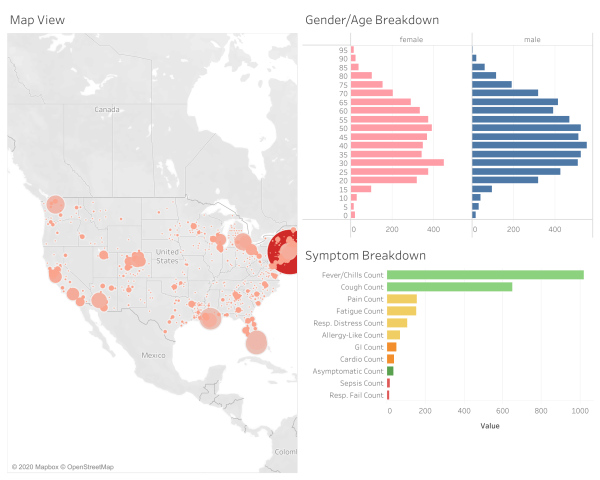 Map View
Canada
United
States
Mexico
Colom
© 2020 Mapbox © OpenStreetMap
Gender/Age Breakdown
female
male
95
90
85
80
75
70
65
60
55
50
45
40
35
30
25
20
15
10
5
0
0 200 400
0 200 400
Symptom Breakdown
Fever/Chills Count
Cough Count
Pain Count
Fatigue Count
Resp. Distress Count
Allergy-Like Count
GI Count
Cardio Count
Asymptomatic Count
Sepsis Count
Resp. Fail Count
0 200 400 600 800 1000
Value